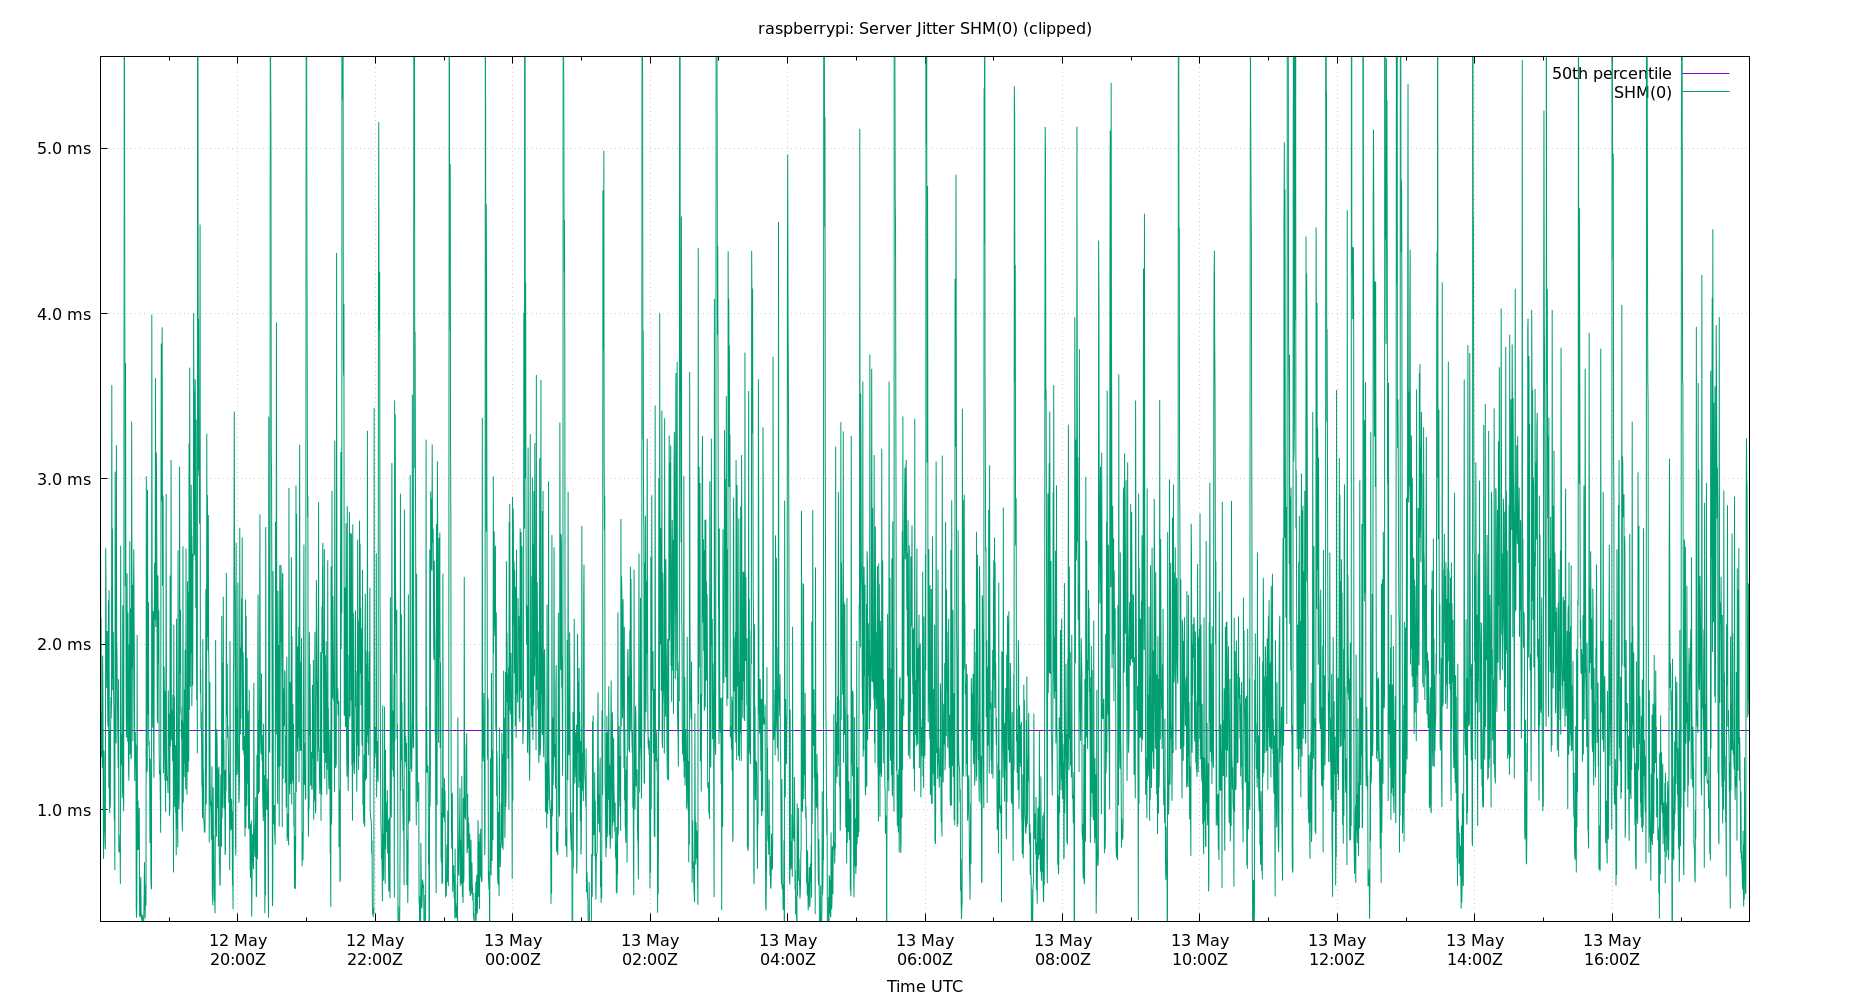 raspberrypi: Server Jitter SHM(0) (clipped)
50th percentile
SHM(0)
5.0 ms
4.0 ms
3.0 ms
2.0 ms
1.0 ms
12 May 12 May 13 May 13 May 13 May 13 May 13 May 13 May 13 May 13 May 13 May
20:00Z 22:00Z 00:00Z 02:00Z 04:00Z 06:00Z 08:00Z 10:00Z 12:00Z 14:00Z 16:00Z
Time UTC